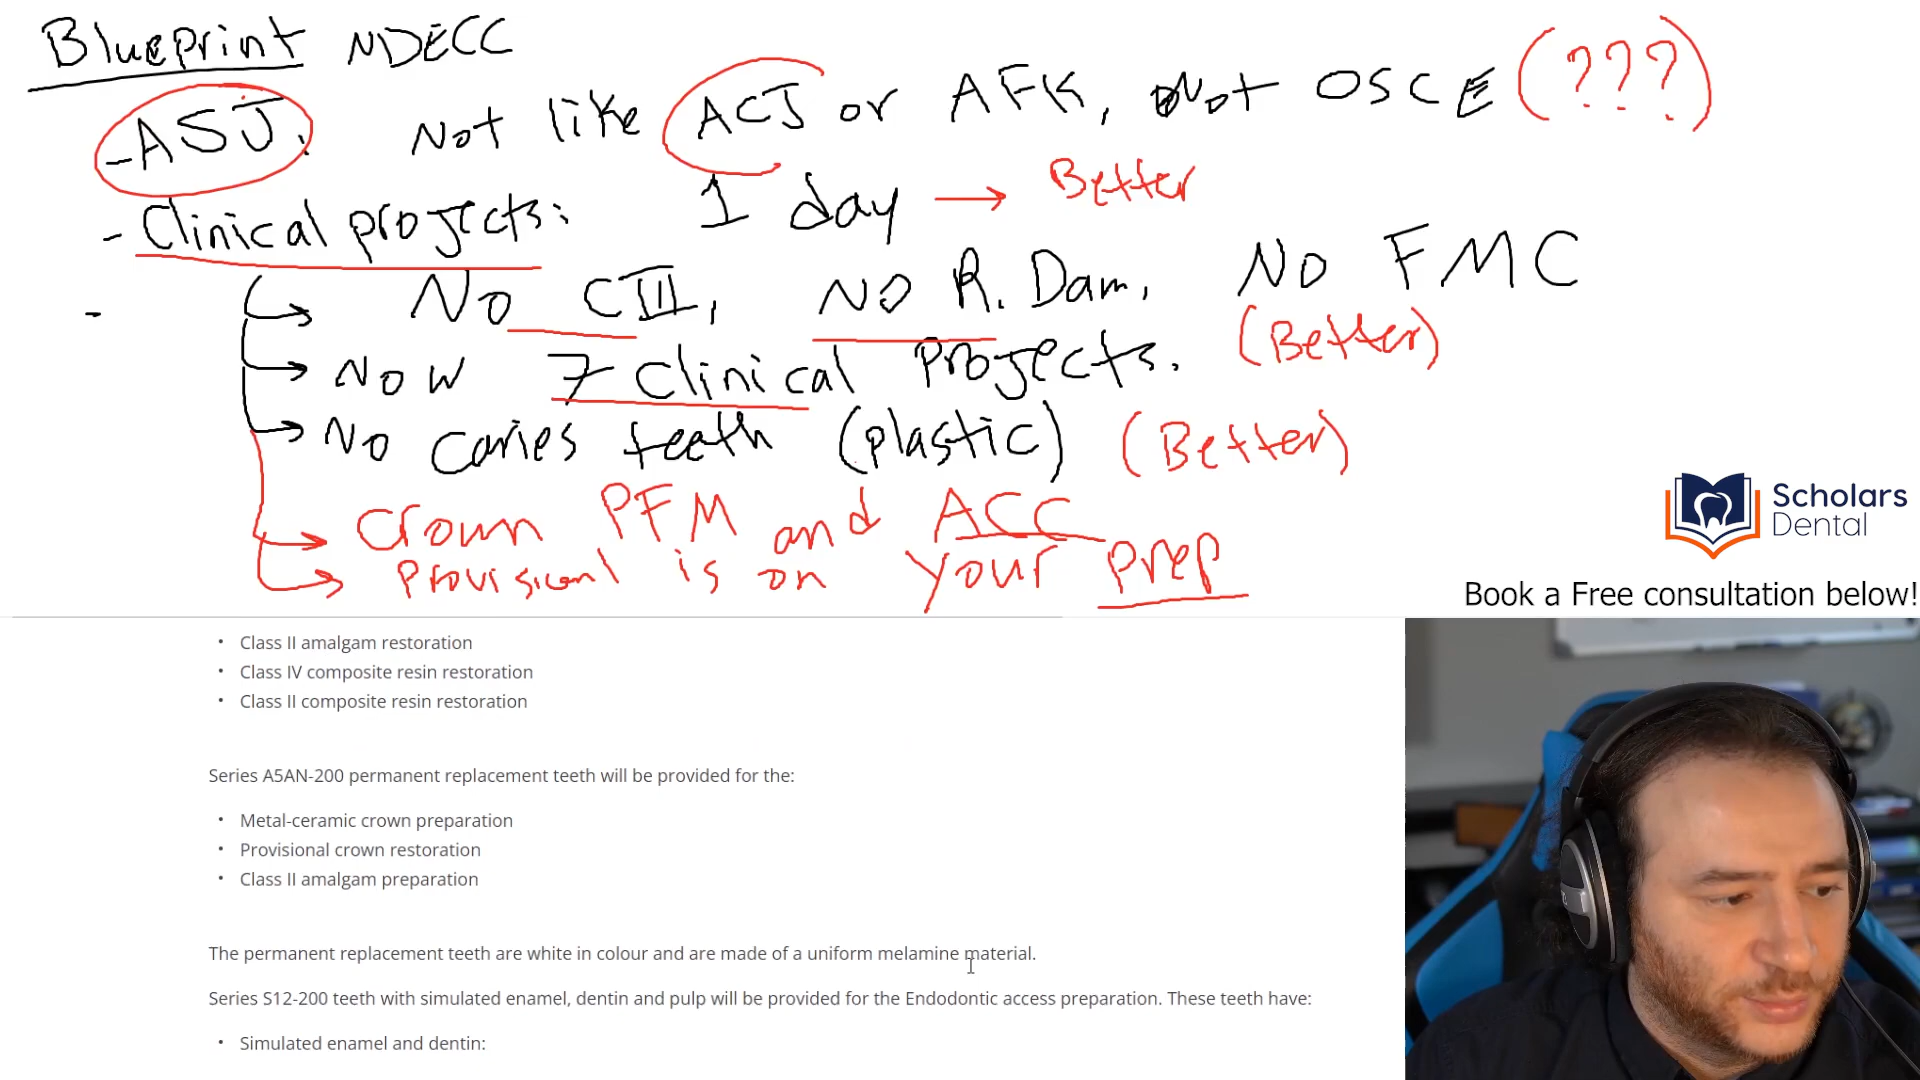 Blueprint NDECC
-ASJ: Not like ACJ or AFK, Not OSCE (???)
- Clinical projects: 1 day → Better
→ No CIII, No R. Dam, No FMC
-
→ Now 7 Clinical Projects. (Better)
→ No caries teeth (plastic) (Better)
→ Crown PFM and ACC
→ Provisional is on your prep
Scholars
Dental
Book a Free consultation below!
• Class II amalgam restoration
• Class IV composite resin restoration
• Class II composite resin restoration
Series A5AN-200 permanent replacement teeth will be provided for the:
• Metal-ceramic crown preparation
• Provisional crown restoration
• Class II amalgam preparation
The permanent replacement teeth are white in colour and are made of a uniform melamine material.
Series S12-200 teeth with simulated enamel, dentin and pulp will be provided for the Endodontic access preparation. These teeth have:
• Simulated enamel and dentin: